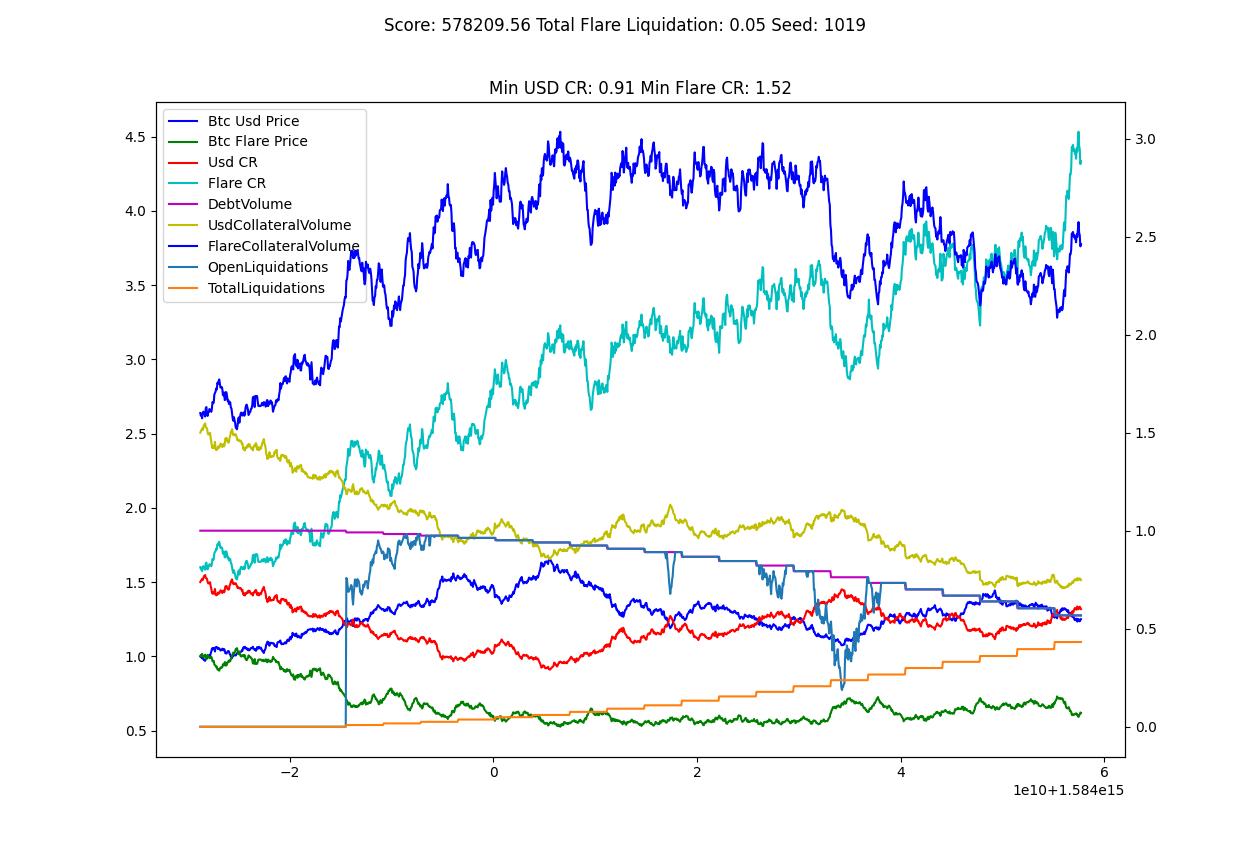 Score: 578209.56 Total Flare Liquidation: 0.05 Seed: 1019
Min USD CR: 0.91 Min Flare CR: 1.52
Btc Usd Price
Btc Flare Price
Usd CR
Flare CR
DebtVolume
UsdCollateralVolume
FlareCollateralVolume
OpenLiquidations
TotalLiquidations
4.5
4.0
3.5
3.0
2.5
2.0
1.5
1.0
0.5
3.0
2.5
2.0
1.5
1.0
0.5
0.0
−2 0 2 4 6
1e10+1.584e15